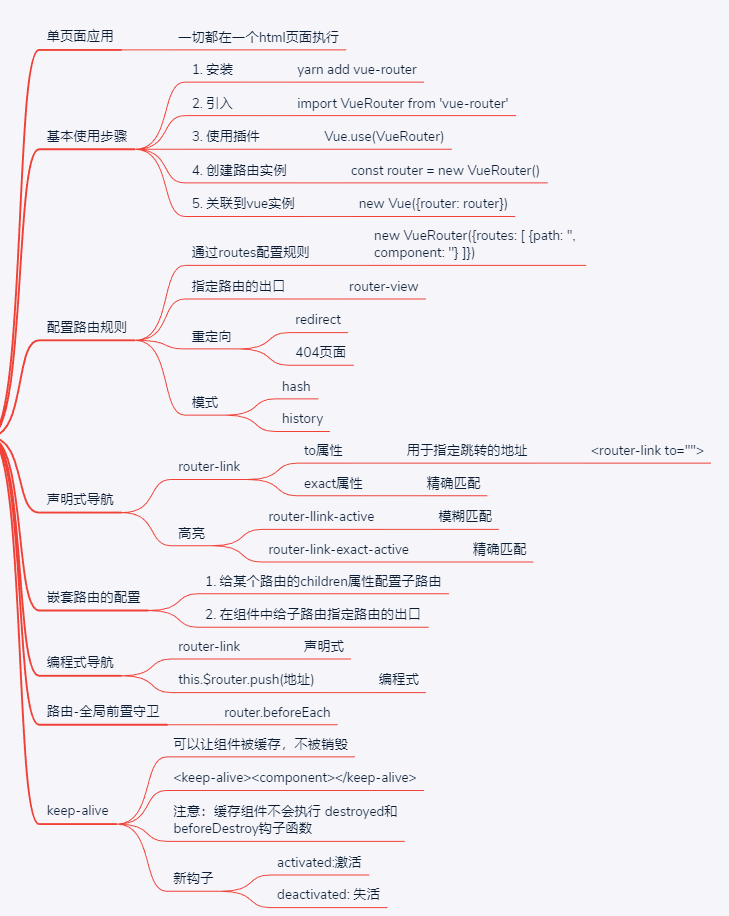 单页面应用
一切都在一个html页面执行
基本使用步骤
1. 安装
yarn add vue-router
2. 引入
import VueRouter from 'vue-router'
3. 使用插件
Vue.use(VueRouter)
4. 创建路由实例
const router = new VueRouter()
5. 关联到vue实例
new Vue({router: router})
配置路由规则
通过routes配置规则
new VueRouter({routes: [ {path: '',
component: ''} ]})
指定路由的出口
router-view
重定向
redirect
404页面
模式
hash
history
声明式导航
router-link
to属性
用于指定跳转的地址
<router-link to="">
exact属性
精确匹配
高亮
router-llink-active
模糊匹配
router-link-exact-active
精确匹配
嵌套路由的配置
1. 给某个路由的children属性配置子路由
2. 在组件中给子路由指定路由的出口
编程式导航
router-link
声明式
this.$router.push(地址)
编程式
路由-全局前置守卫
router.beforeEach
keep-alive
可以让组件被缓存，不被销毁
<keep-alive><component></keep-alive>
注意：缓存组件不会执行 destroyed和
beforeDestroy钩子函数
新钩子
activated:激活
deactivated: 失活